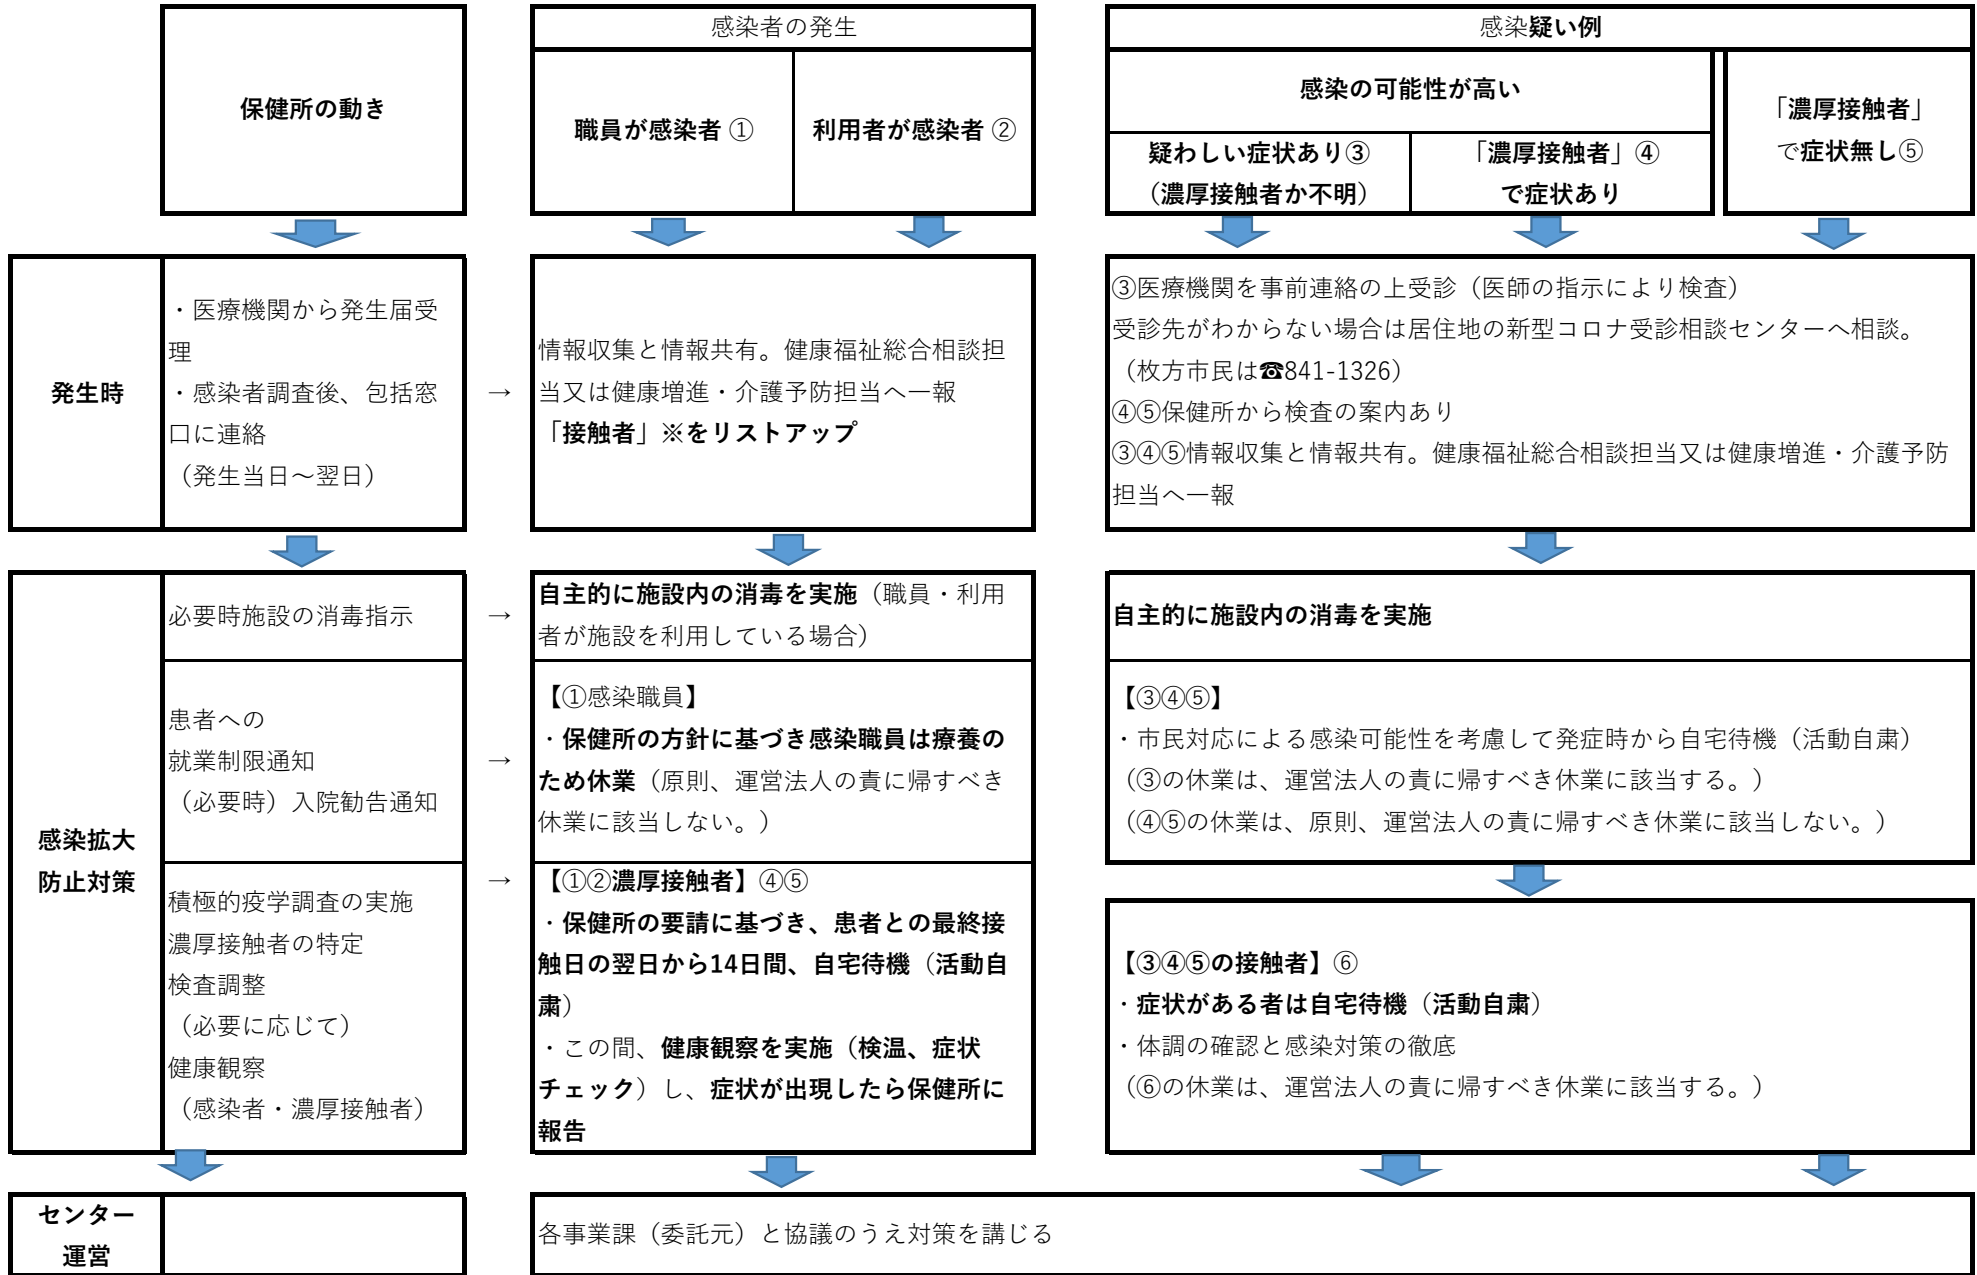 保健所の動き
感染者の発生
職員が感染者 ①
利用者が感染者 ②
感染疑い例
感染の可能性が高い
疑わしい症状あり③
（濃厚接触者か不明）
「濃厚接触者」④
で症状あり
「濃厚接触者」
で症状無し⑤
発生時
・医療機関から発生届受
理
・感染者調査後、包括窓
口に連絡
（発生当日～翌日）
→
情報収集と情報共有。健康福祉総合相談担
当又は健康増進・介護予防担当へ一報
「接触者」※をリストアップ
③医療機関を事前連絡の上受診（医師の指示により検査）
受診先がわからない場合は居住地の新型コロナ受診相談センターへ相談。
（枚方市民は☎841-1326）
④⑤保健所から検査の案内あり
③④⑤情報収集と情報共有。健康福祉総合相談担当又は健康増進・介護予防
担当へ一報
感染拡大
防止対策
必要時施設の消毒指示
→
自主的に施設内の消毒を実施（職員・利用
者が施設を利用している場合）
自主的に施設内の消毒を実施
患者への
就業制限通知
（必要時）入院勧告通知
→
【①感染職員】
・保健所の方針に基づき感染職員は療養の
ため休業（原則、運営法人の責に帰すべき
休業に該当しない。）
【③④⑤】
・市民対応による感染可能性を考慮して発症時から自宅待機（活動自粛）
（③の休業は、運営法人の責に帰すべき休業に該当する。）
（④⑤の休業は、原則、運営法人の責に帰すべき休業に該当しない。）
積極的疫学調査の実施
濃厚接触者の特定
検査調整
（必要に応じて）
健康観察
（感染者・濃厚接触者）
→
【①②濃厚接触者】④⑤
・保健所の要請に基づき、患者との最終接
触日の翌日から14日間、自宅待機（活動自
粛）
・この間、健康観察を実施（検温、症状
チェック）し、症状が出現したら保健所に
報告
【③④⑤の接触者】⑥
・症状がある者は自宅待機（活動自粛）
・体調の確認と感染対策の徹底
（⑥の休業は、運営法人の責に帰すべき休業に該当する。）
センター
運営
各事業課（委託元）と協議のうえ対策を講じる